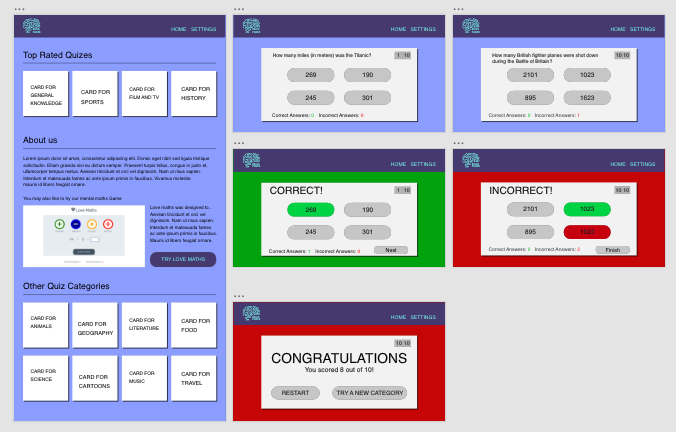 HOME SETTINGS
Top Rated Quizes
CARD FOR
GENERAL
KNOWLEDGE
CARD FOR
SPORTS
CARD FOR
FILM AND TV
CARD FOR
HISTORY
About us
Lorem ipsum dolor sit amet, consectetur adipiscing elit. Donec eget nibh sed ligula tristique
sollicitudin. Etiam gravida sisi eu dictum semper. Praesent turpis tellus, congue in justo um,
ullamcorper dictum dui. Aenean tincidunt et orci vel dignissim. Nam ut risus sapien.
Interdum et malesuada fames ac ante ipsum primis in faucibus. Vivamus molestie
mauris id libero feugiat ornare.
You may also like to try our mental maths Game
Love Maths
Love maths was designed to..
Aenean tincidunt et orci vel
dignissim. Nam ut risus sapien.
Interdum et malesuada fames
ac ante ipsum primis in faucibus.
Mauris id libero feugiat ornare.
TRY LOVE MATHS
Other Quiz Categories
CARD FOR
ANIMALS
CARD FOR
GEOGRAPHY
CARD FOR
LITERATURE
CARD FOR
FOOD
CARD FOR
SCIENCE
CARD FOR
CARTOONS
CARD FOR
MUSIC
CARD FOR
TRAVEL
HOME SETTINGS
How many miles (in meters) was the Titanic?
1 10
269 190
245 301
Correct Answers: 0 Incorrect Answers: 0
HOME SETTINGS
How many British fighter planes were shot down
during the Battle of Britain?
10 10
2101 1023
895 1623
Correct Answers: 8 Incorrect Answers: 1
HOME SETTINGS
CORRECT!
1 10
269 190
245 301
Correct Answers: 1 Incorrect Answers: 0
Next
HOME SETTINGS
INCORRECT!
10 10
2101 1023
895
Correct Answers: 8 Incorrect Answers: 2
Finish
HOME SETTINGS
10 10
CONGRATULATIONS
You scored 8 out of 10!
RESTART TRY A NEW CATEGORY